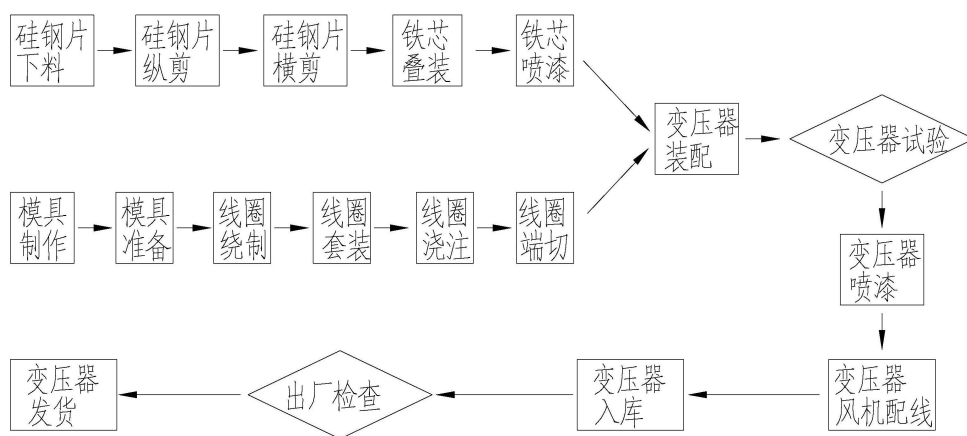 硅钢片
下料
硅钢片
纵剪
硅钢片
横剪
铁芯
叠装
铁芯
喷漆
变压器
装配
变压器试验
模具
制作
模具
准备
线圈
绕制
线圈
套装
线圈
浇注
线圈
端切
变压器
喷漆
变压器
风机配线
变压器
入库
出厂检查
变压器
发货